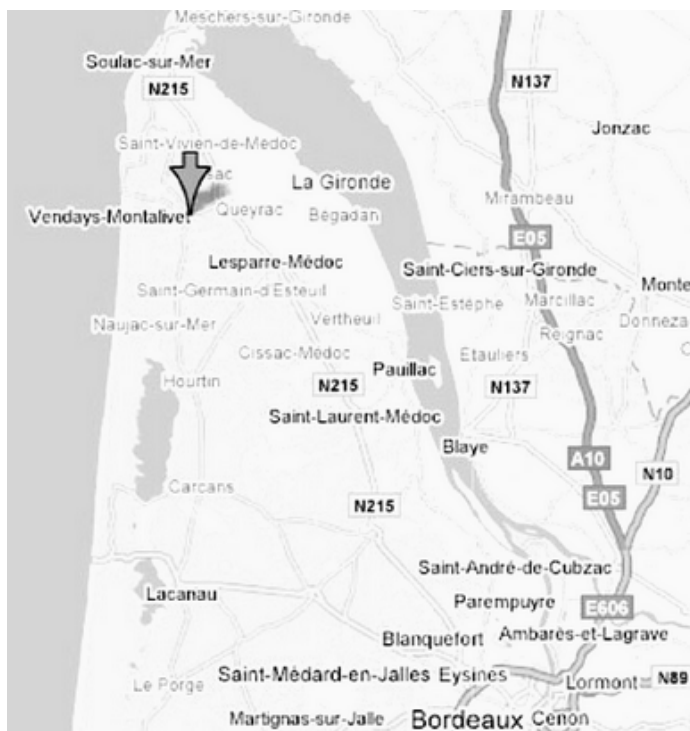 Meschers-sur-Gironde
Soulac-sur-Mer
N215
N137
Jonzac
Saint-Vivien-de-Médoc
La Gironde
Mirambeau
Vendays-Montalivet
Queyrac
Bégadan
E05
Lesparre-Médoc
Saint-Ciers-sur-Gironde
Saint-Germain-d'Esteuil
Monte
Saint-Estèphe
Marcillac
Naujac-sur-Mer
Vertheuil
Donneza
Reignac
Cissac-Médoc
Étauliers
Pauillac
Hourtin
N215
N137
Saint-Laurent-Médoc
Blaye
A10
N10
Carcans
E05
N215
Saint-André-de-Cubzac
Lacanau
Parempuyre
E606
Blanquefort
Ambarès-et-Lagrave
Saint-Médard-en-Jalles
Eysines
Le Porge
Lormont
N89
Martignas-sur-Jalle
Bordeaux
Cenon